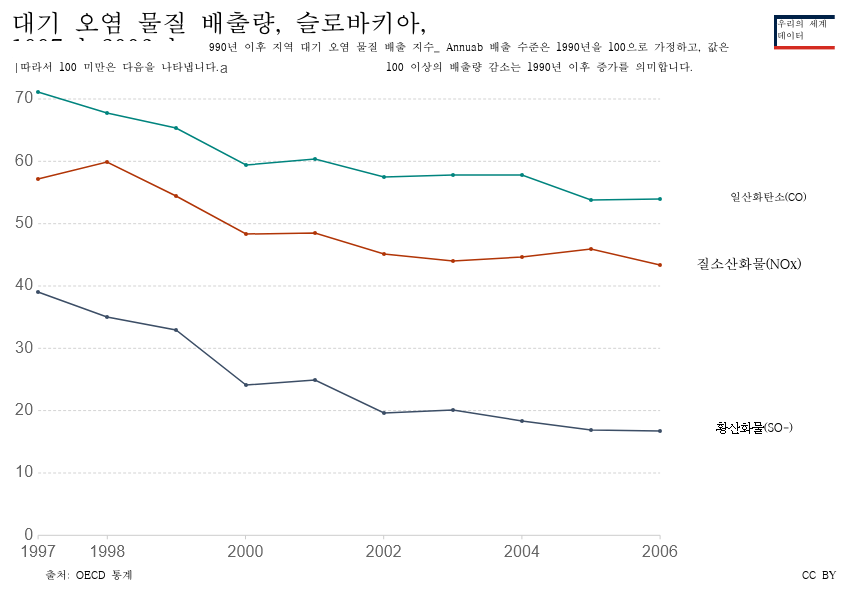 대기 오염 물질 배출량, 슬로바키아,
990년 이후 지역 대기 오염 물질 배출 지수_ Annuab 배출 수준은 1990년을 100으로 가정하고, 값은
|따라서 100 미만은 다음을 나타냅니다.a 100 이상의 배출량 감소는 1990년 이후 증가를 의미합니다.
우리의 세계
데이터
70
60
50
40
30
20
10
0
일산화탄소(CO)
질소산화물(NOx)
황산화물(SO-)
1997 1998 2000 2002 2004 2006
출처: OECD 통계 CC BY